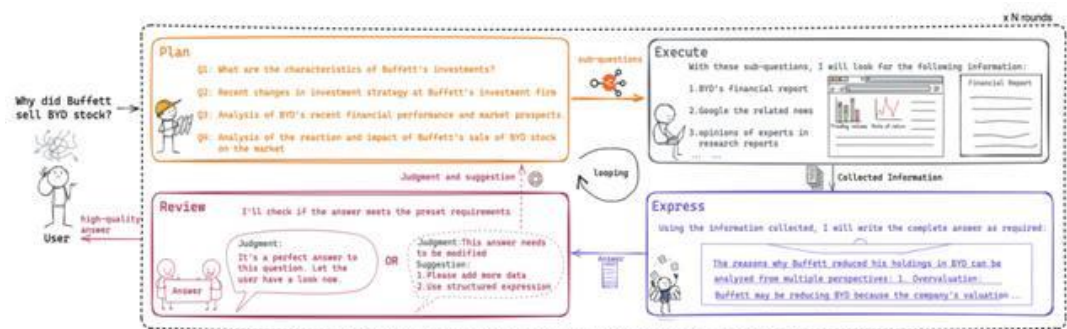 x N rounds
Plan
Q1: What are the characteristics of Buffett's investments?
Q2: Recent changes in investment strategy at Buffett's investment firm
Q3: Analysis of BYD's recent financial performance and market prospects
Q4: Analysis of the reaction and impact of Buffett's sale of BYD stock
on the market
sub-questions
Execute
With these sub-questions, I will look for the following information:
1.BYD's financial report
2.Google the related news
3.opinions of experts in
research reports
... ...
Trading volume
Rate of return
Financial Report
Why did Buffett
sell BYD stock?
User
high-quality
answer
Judgment and suggestion
looping
Collected Information
Review
I'll check if the answer meets the preset requirements
Judgment:
It's a perfect answer to
this question. Let the
user have a look now.
OR
Judgment:This answer needs
to be modified
Suggestion:
1.Please add more data
2.Use structured expression
Answer
Answer
Express
Using the information collected, I will write the complete answer as required:
The reasons why Buffett reduced his holdings in BYD can be
analyzed from multiple perspectives: 1. Overvaluation:
Buffett may be reducing BYD because the company's valuation ...